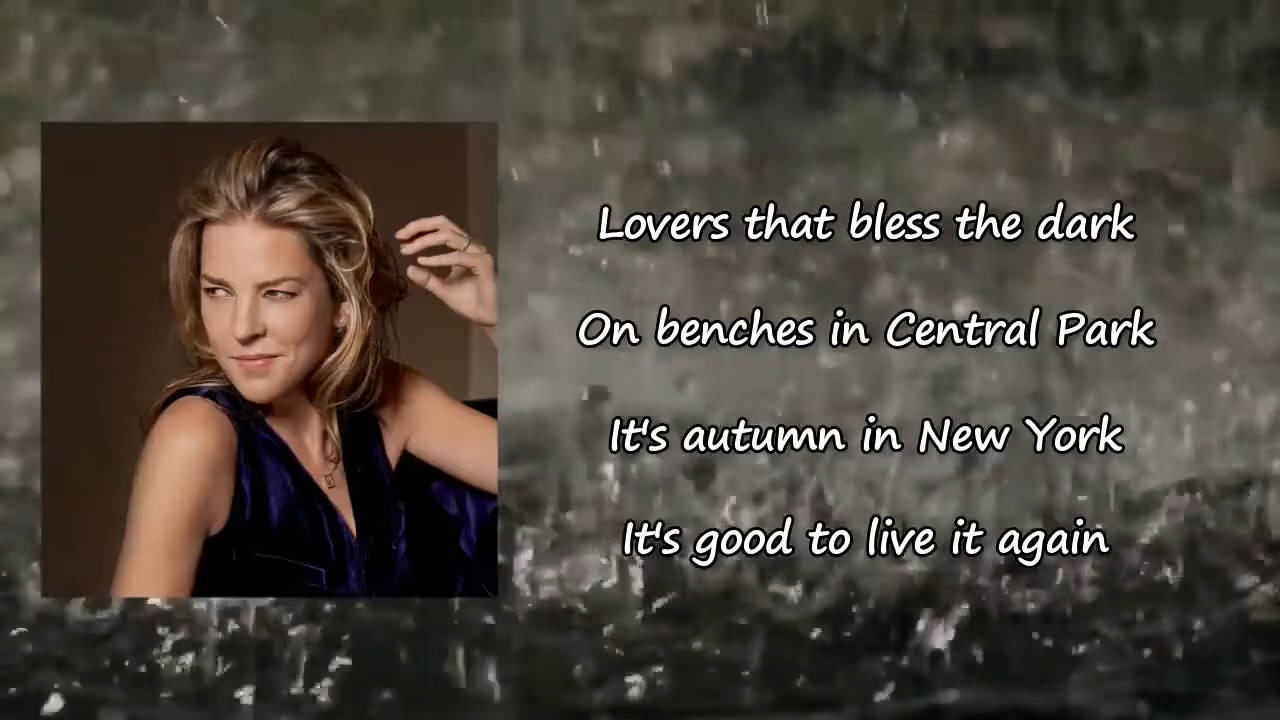 Lovers that bless the dark
On benches in Central Park
It's autumn in New York
It's good to live it again